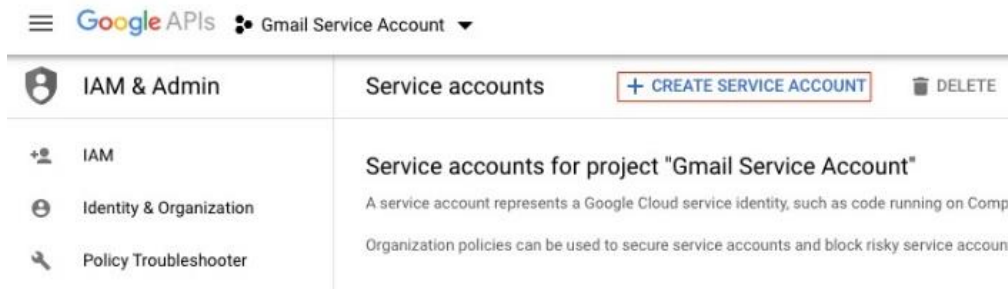 Google APIs Gmail Service Account
IAM & Admin
Service accounts + CREATE SERVICE ACCOUNT DELETE
IAM
Identity & Organization
Policy Troubleshooter
Service accounts for project "Gmail Service Account"
A service account represents a Google Cloud service identity, such as code running on Comp
Organization policies can be used to secure service accounts and block risky service accoun